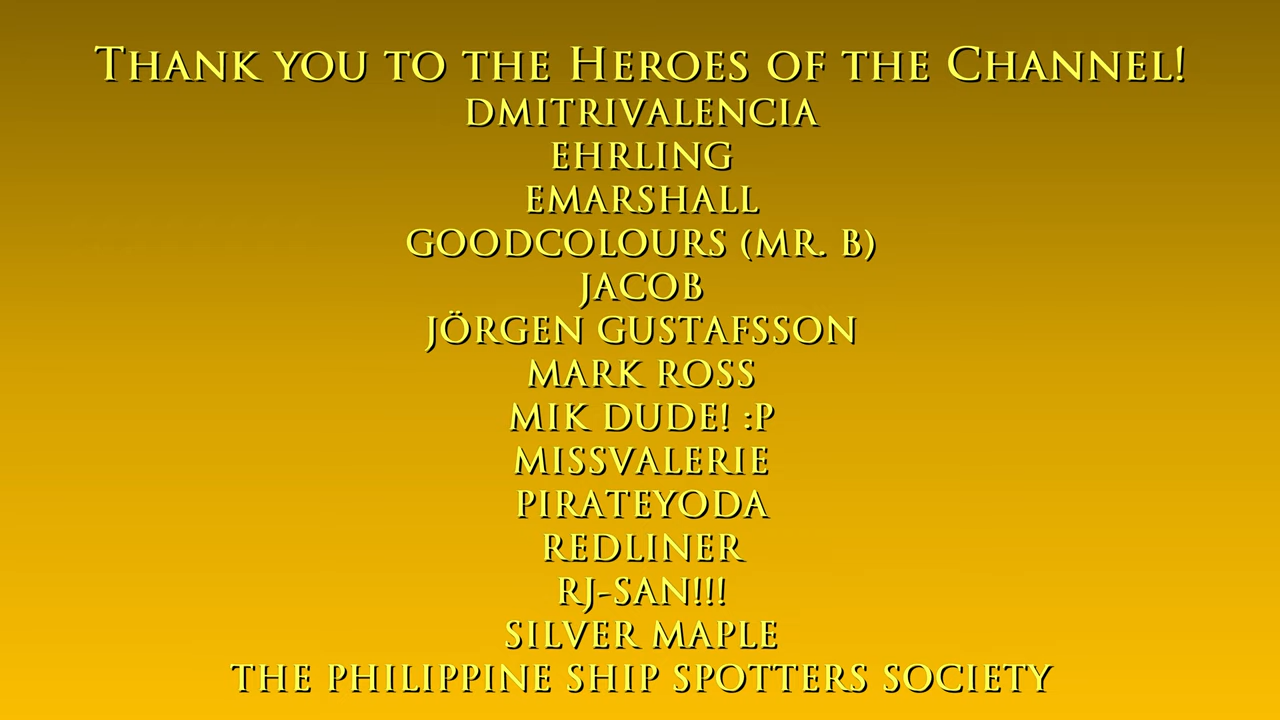 Thank you to the Heroes of the Channel!
DMITRIVALENCIA
EHRLING
EMARSHALL
GOODCOLOURS (MR. B)
JACOB
JÖRGEN GUSTAFSSON
MARK ROSS
MIK DUDE! :P
MISSVALERIE
PIRATEYODA
REDLINER
RJ-SAN!!!
SILVER MAPLE
THE PHILIPPINE SHIP SPOTTERS SOCIETY